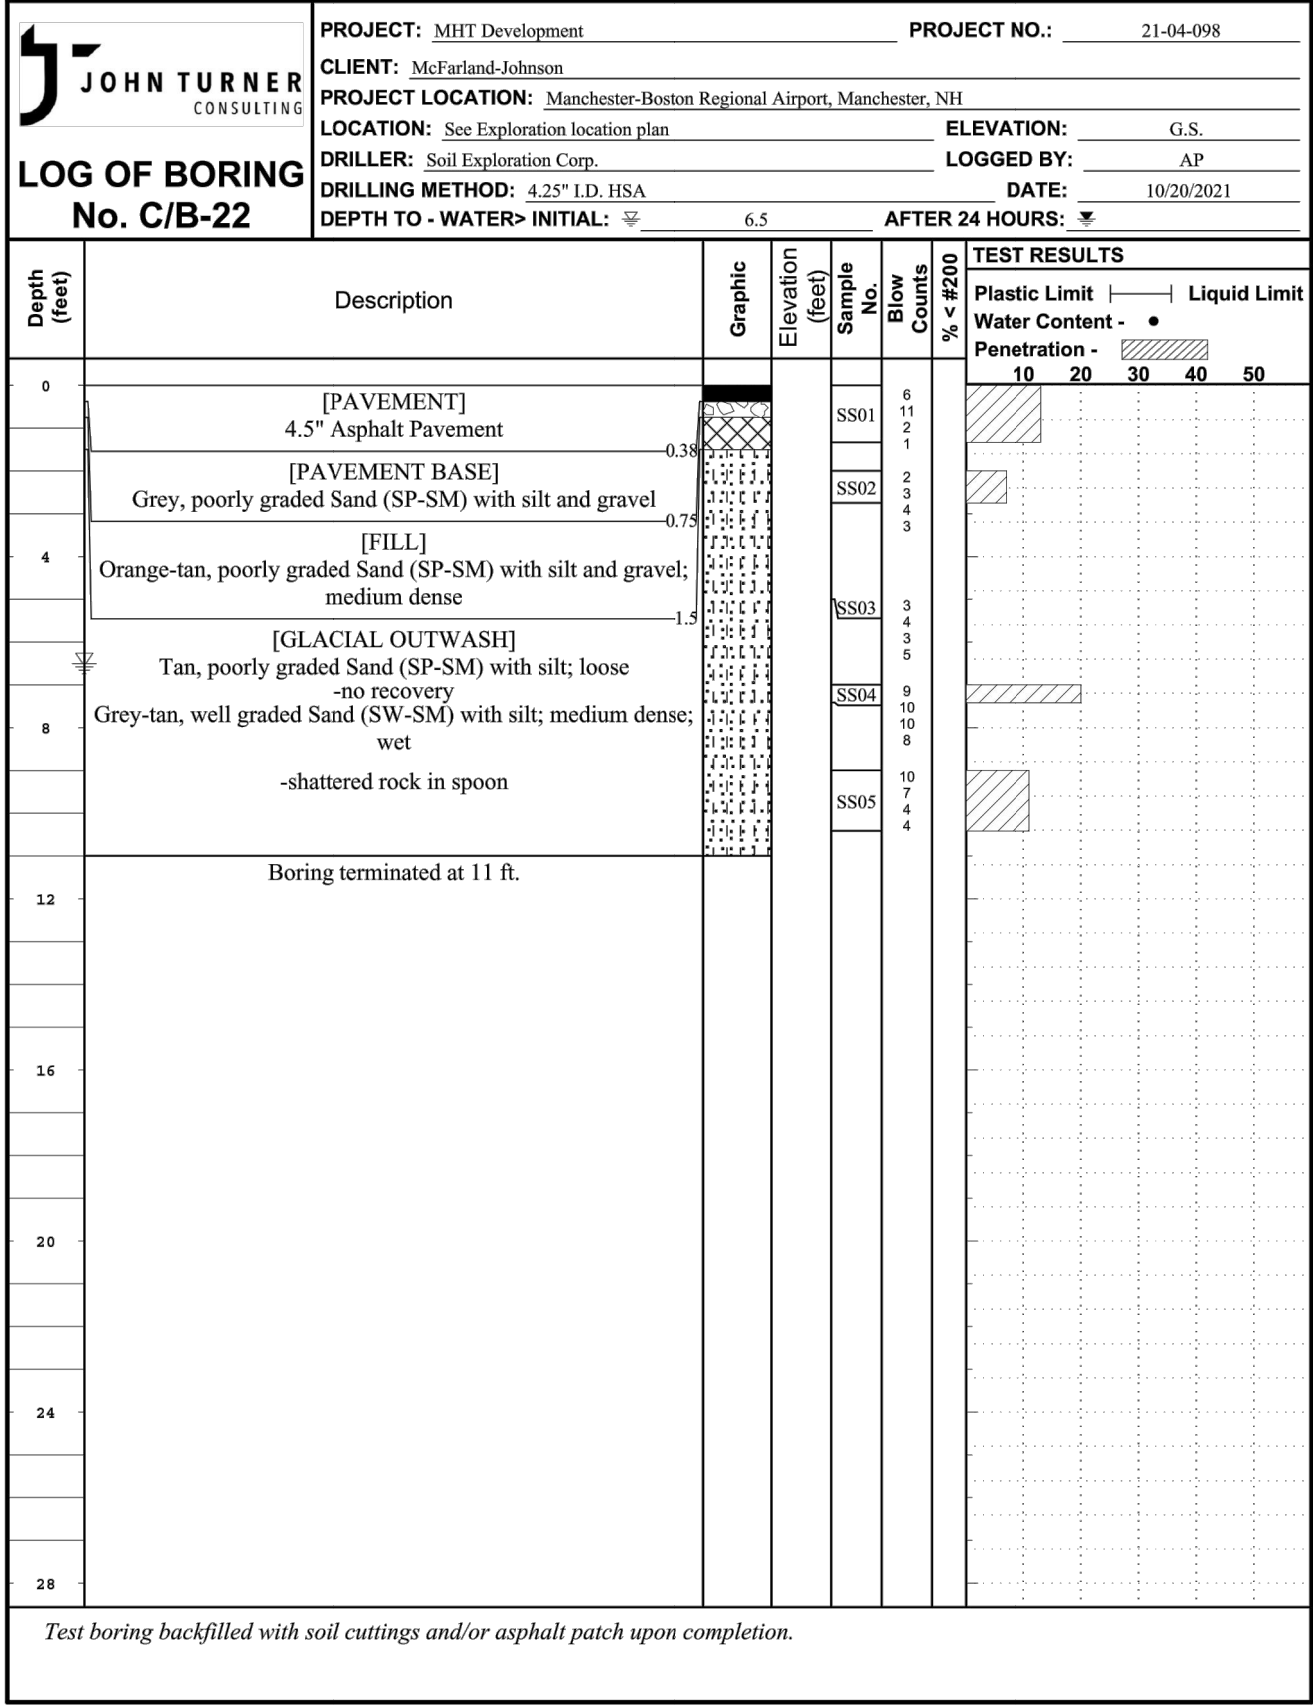 JOHN TURNER
CONSULTING
LOG OF BORING
No. C/B-22
PROJECT: MHT Development PROJECT NO.: 21-04-098
CLIENT: McFarland-Johnson
PROJECT LOCATION: Manchester-Boston Regional Airport, Manchester, NH
LOCATION: See Exploration location plan ELEVATION: G.S.
DRILLER: Soil Exploration Corp. LOGGED BY: AP
DRILLING METHOD: 4.25" I.D. HSA DATE: 10/20/2021
DEPTH TO - WATER> INITIAL: 6.5 AFTER 24 HOURS:
Depth
(feet)
Description
Graphic
Elevation
(feet)
Sample
No.
Blow
Counts
% < #200
TEST RESULTS
Plastic Limit Liquid Limit
Water Content - ●
Penetration -
10 20 30 40 50
0
[PAVEMENT]
4.5" Asphalt Pavement
0.38
SS01
6
11
2
1
[PAVEMENT BASE]
Grey, poorly graded Sand (SP-SM) with silt and gravel
0.75
SS02
2
3
4
3
4
[FILL]
Orange-tan, poorly graded Sand (SP-SM) with silt and gravel;
medium dense
1.5
SS03
3
4
3
5
[GLACIAL OUTWASH]
Tan, poorly graded Sand (SP-SM) with silt; loose
-no recovery
Grey-tan, well graded Sand (SW-SM) with silt; medium dense;
wet
SS04
9
10
10
8
8
-shattered rock in spoon
SS05
10
7
4
4
Boring terminated at 11 ft.
12
16
20
24
28
Test boring backfilled with soil cuttings and/or asphalt patch upon completion.